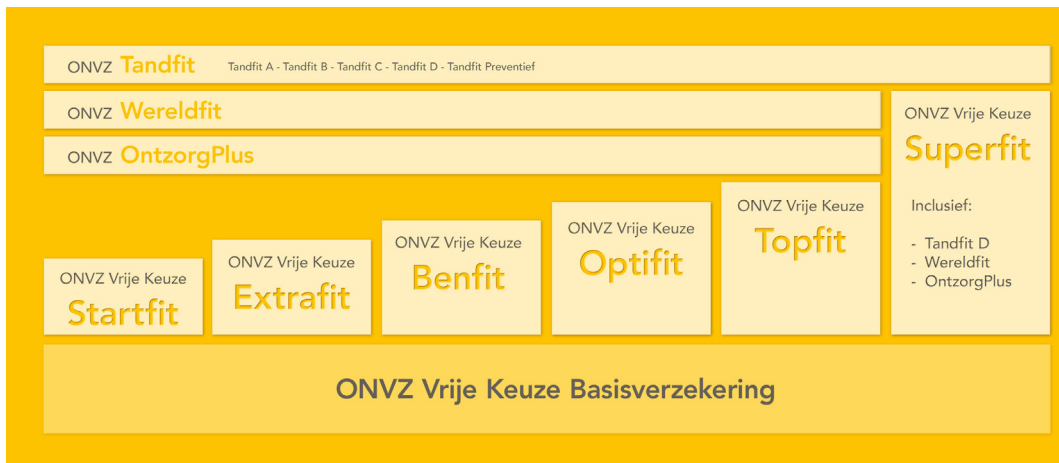 ONVZ Tandfit Tandfit A - Tandfit B - Tandfit C - Tandfit D - Tandfit Preventief
ONVZ Wereldfit
ONVZ OntzorgPlus
ONVZ Vrije Keuze
Startfit
ONVZ Vrije Keuze
Extrafit
ONVZ Vrije Keuze
Benfit
ONVZ Vrije Keuze
Optifit
ONVZ Vrije Keuze
Topfit
ONVZ Vrije Keuze
Superfit
Inclusief:
- Tandfit D
- Wereldfit
- OntzorgPlus
ONVZ Vrije Keuze Basisverzekering